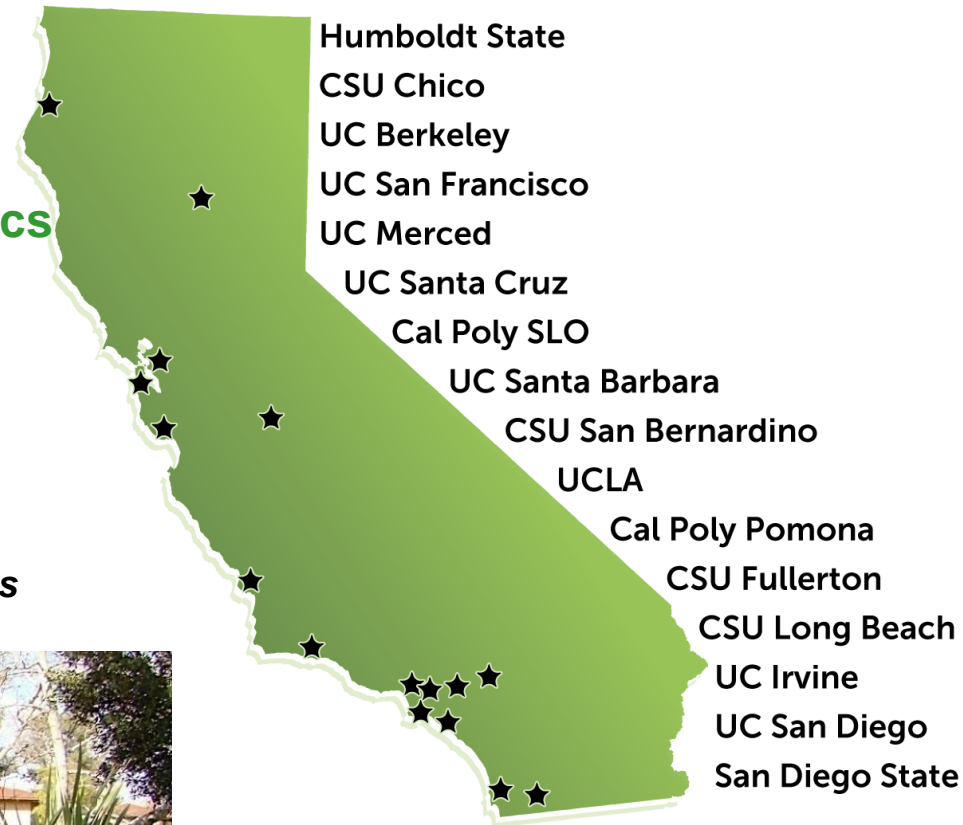 Humboldt State
CSU Chico
UC Berkeley
UC San Francisco
UC Merced
cs
UC Santa Cruz
Cal Poly SLO
UC Santa Barbara
CSU San Bernardino
UCLA
Cal Poly Pomona
CSU Fullerton
s
CSU Long Beach
UC Irvine
UC San Diego
San Diego State